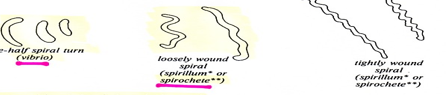 e-half spiral turn
(vibrio)
loosely wound
spiral
(spirillum* or
spirochete**)
tightly wound
spiral
(spirillum* or
spirochete**)